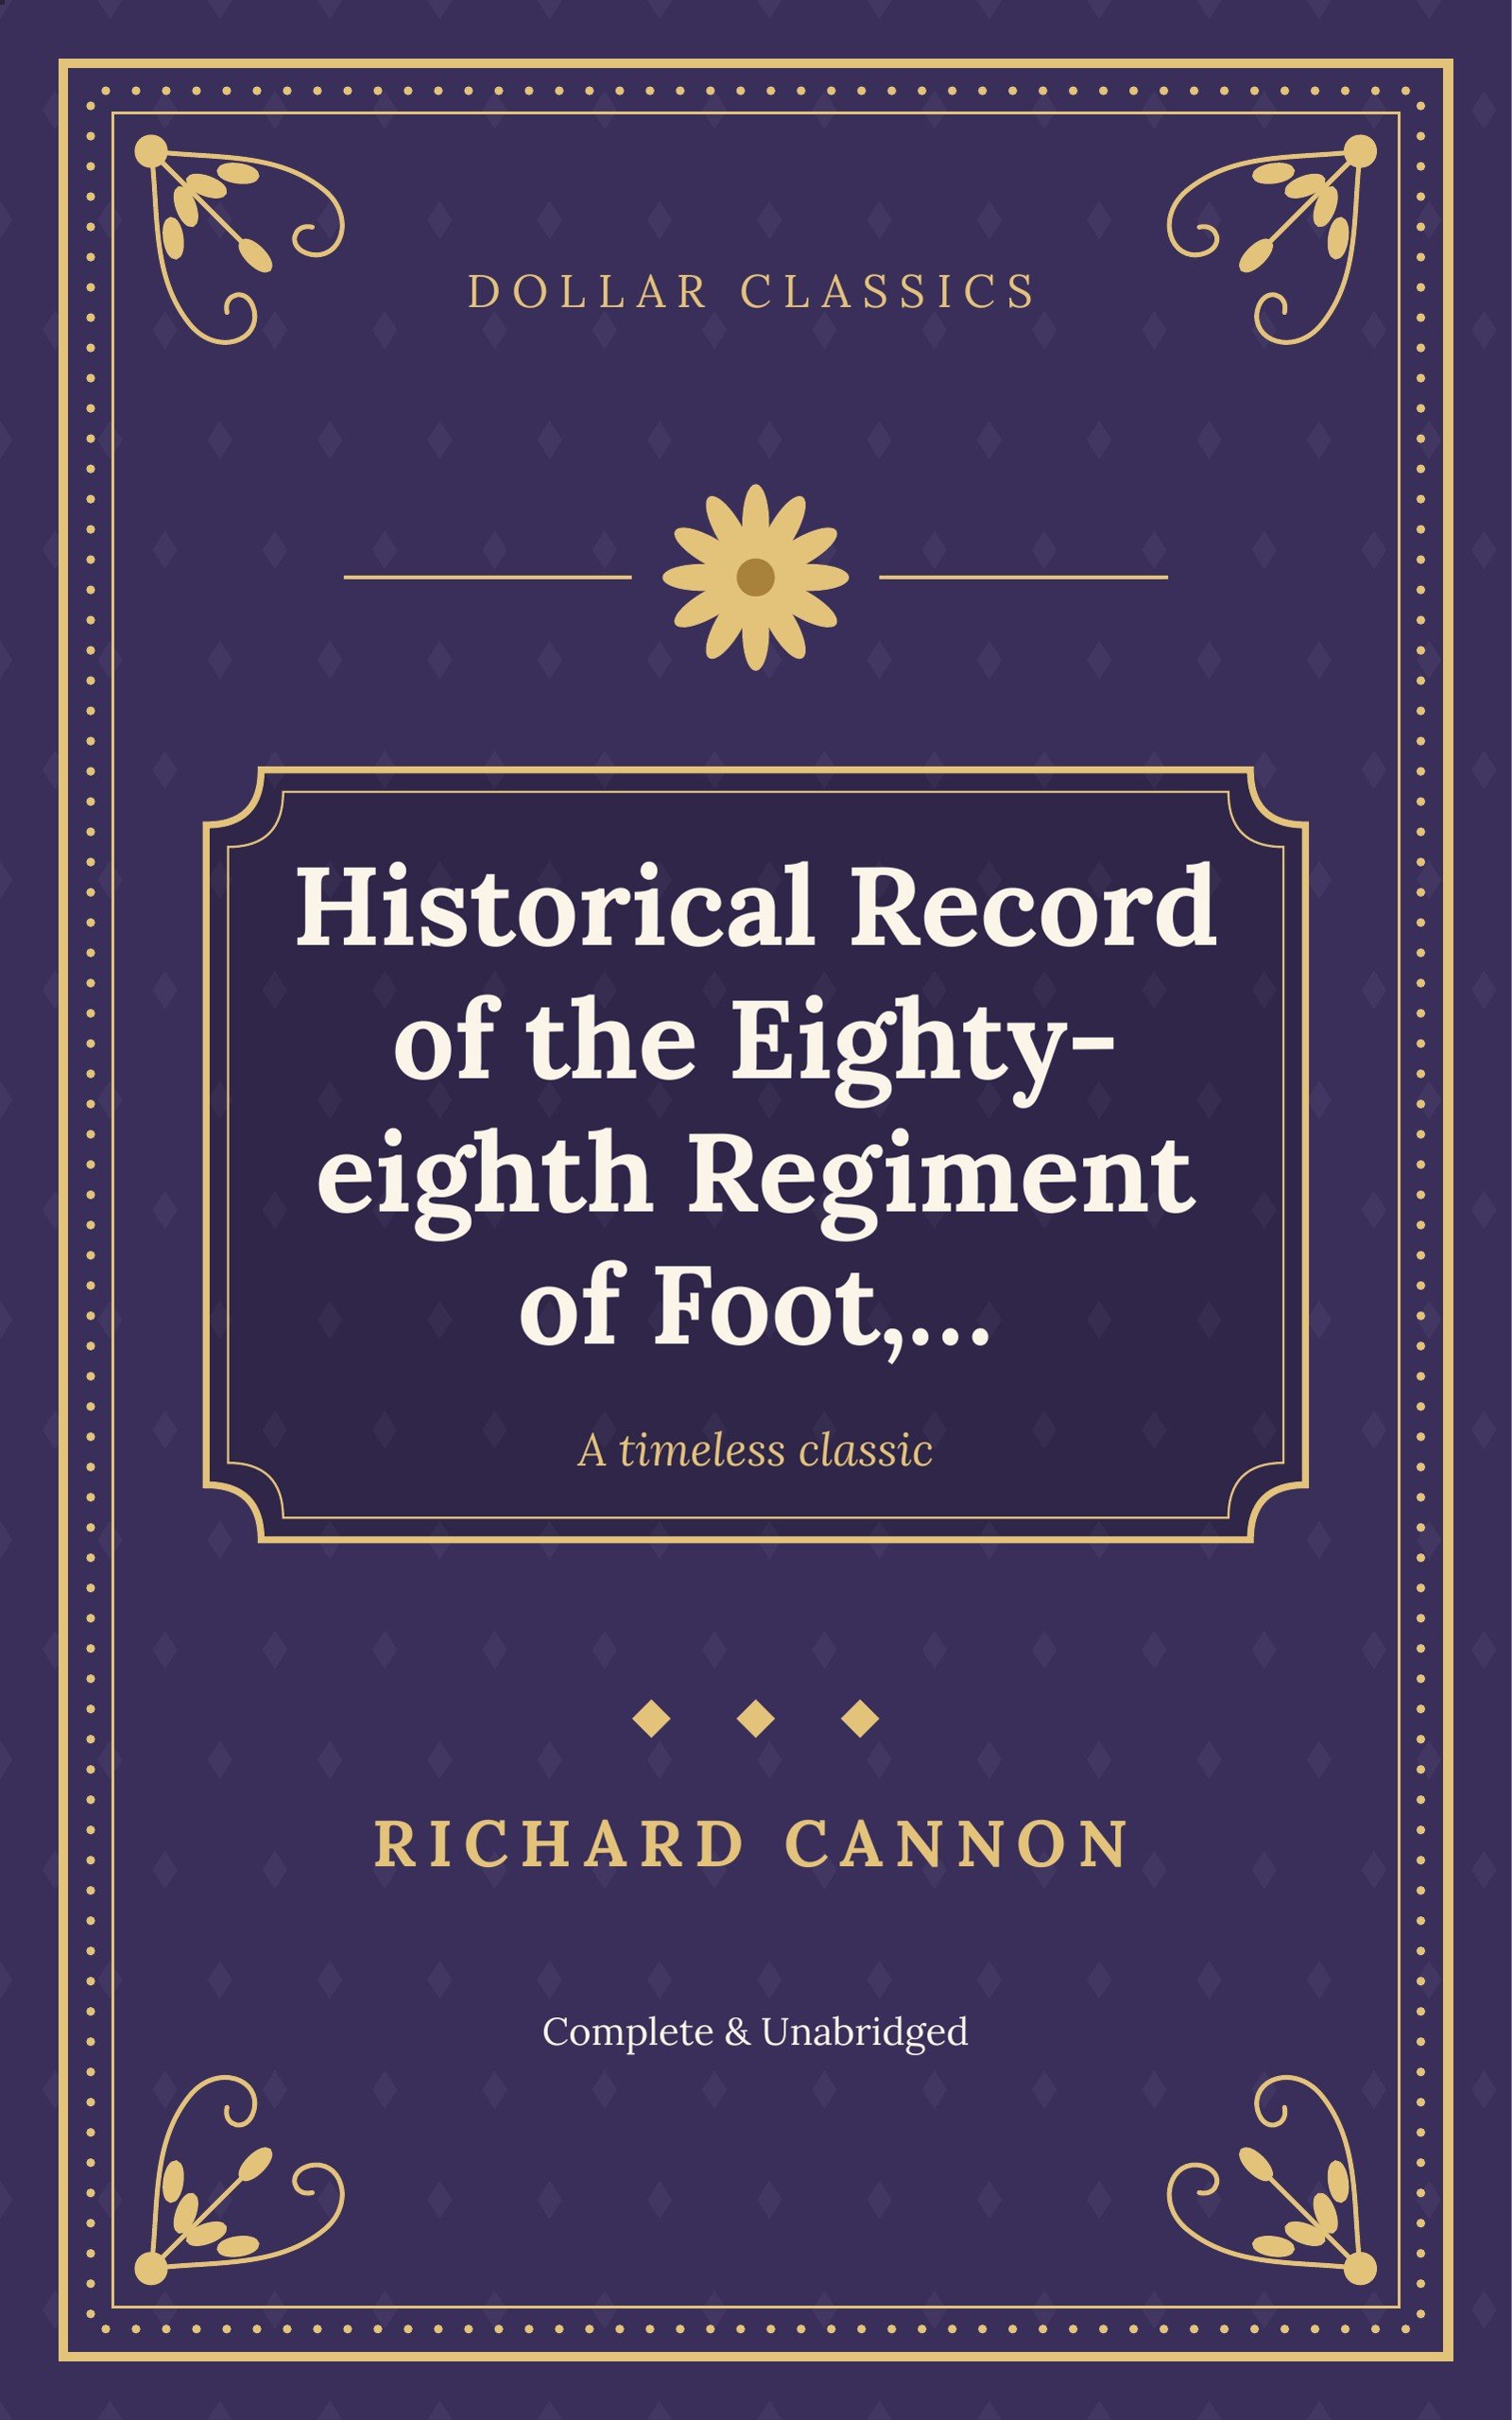 DOLLAR CLASSICS
Historical Record
of the Eighty-
eighth Regiment
of Foot,...
A timeless classic
RICHARD CANNON
Complete & Unabridged